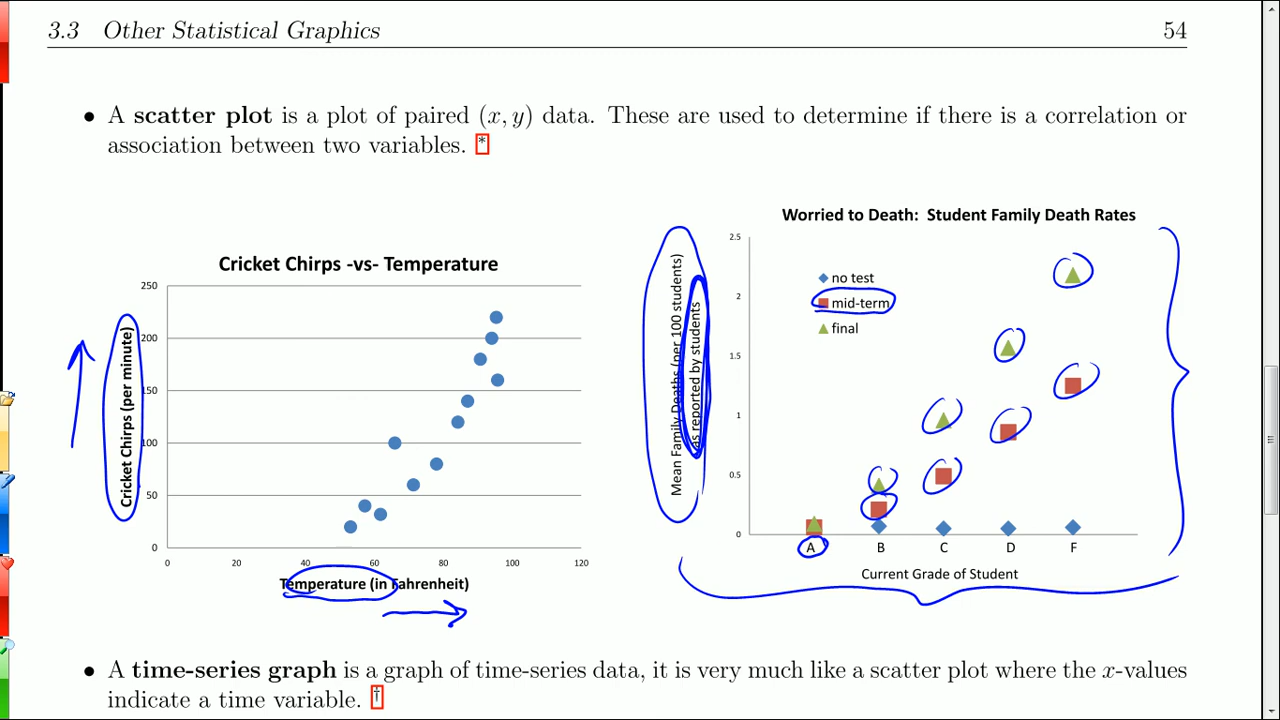 3.3 Other Statistical Graphics 54
• A scatter plot is a plot of paired (x, y) data. These are used to determine if there is a correlation or
association between two variables. *
Cricket Chirps -vs- Temperature
250
200
150
100
50
0
0 20 40 60 80 100 120
Cricket Chirps (per minute)
Temperature (in Fahrenheit)
Worried to Death: Student Family Death Rates
2.5
2
1.5
1
0.5
0
no test
mid-term
final
Mean Family Deaths (per 100 students)
as reported by students
A B C D F
Current Grade of Student
• A time-series graph is a graph of time-series data, it is very much like a scatter plot where the x-values
indicate a time variable. †